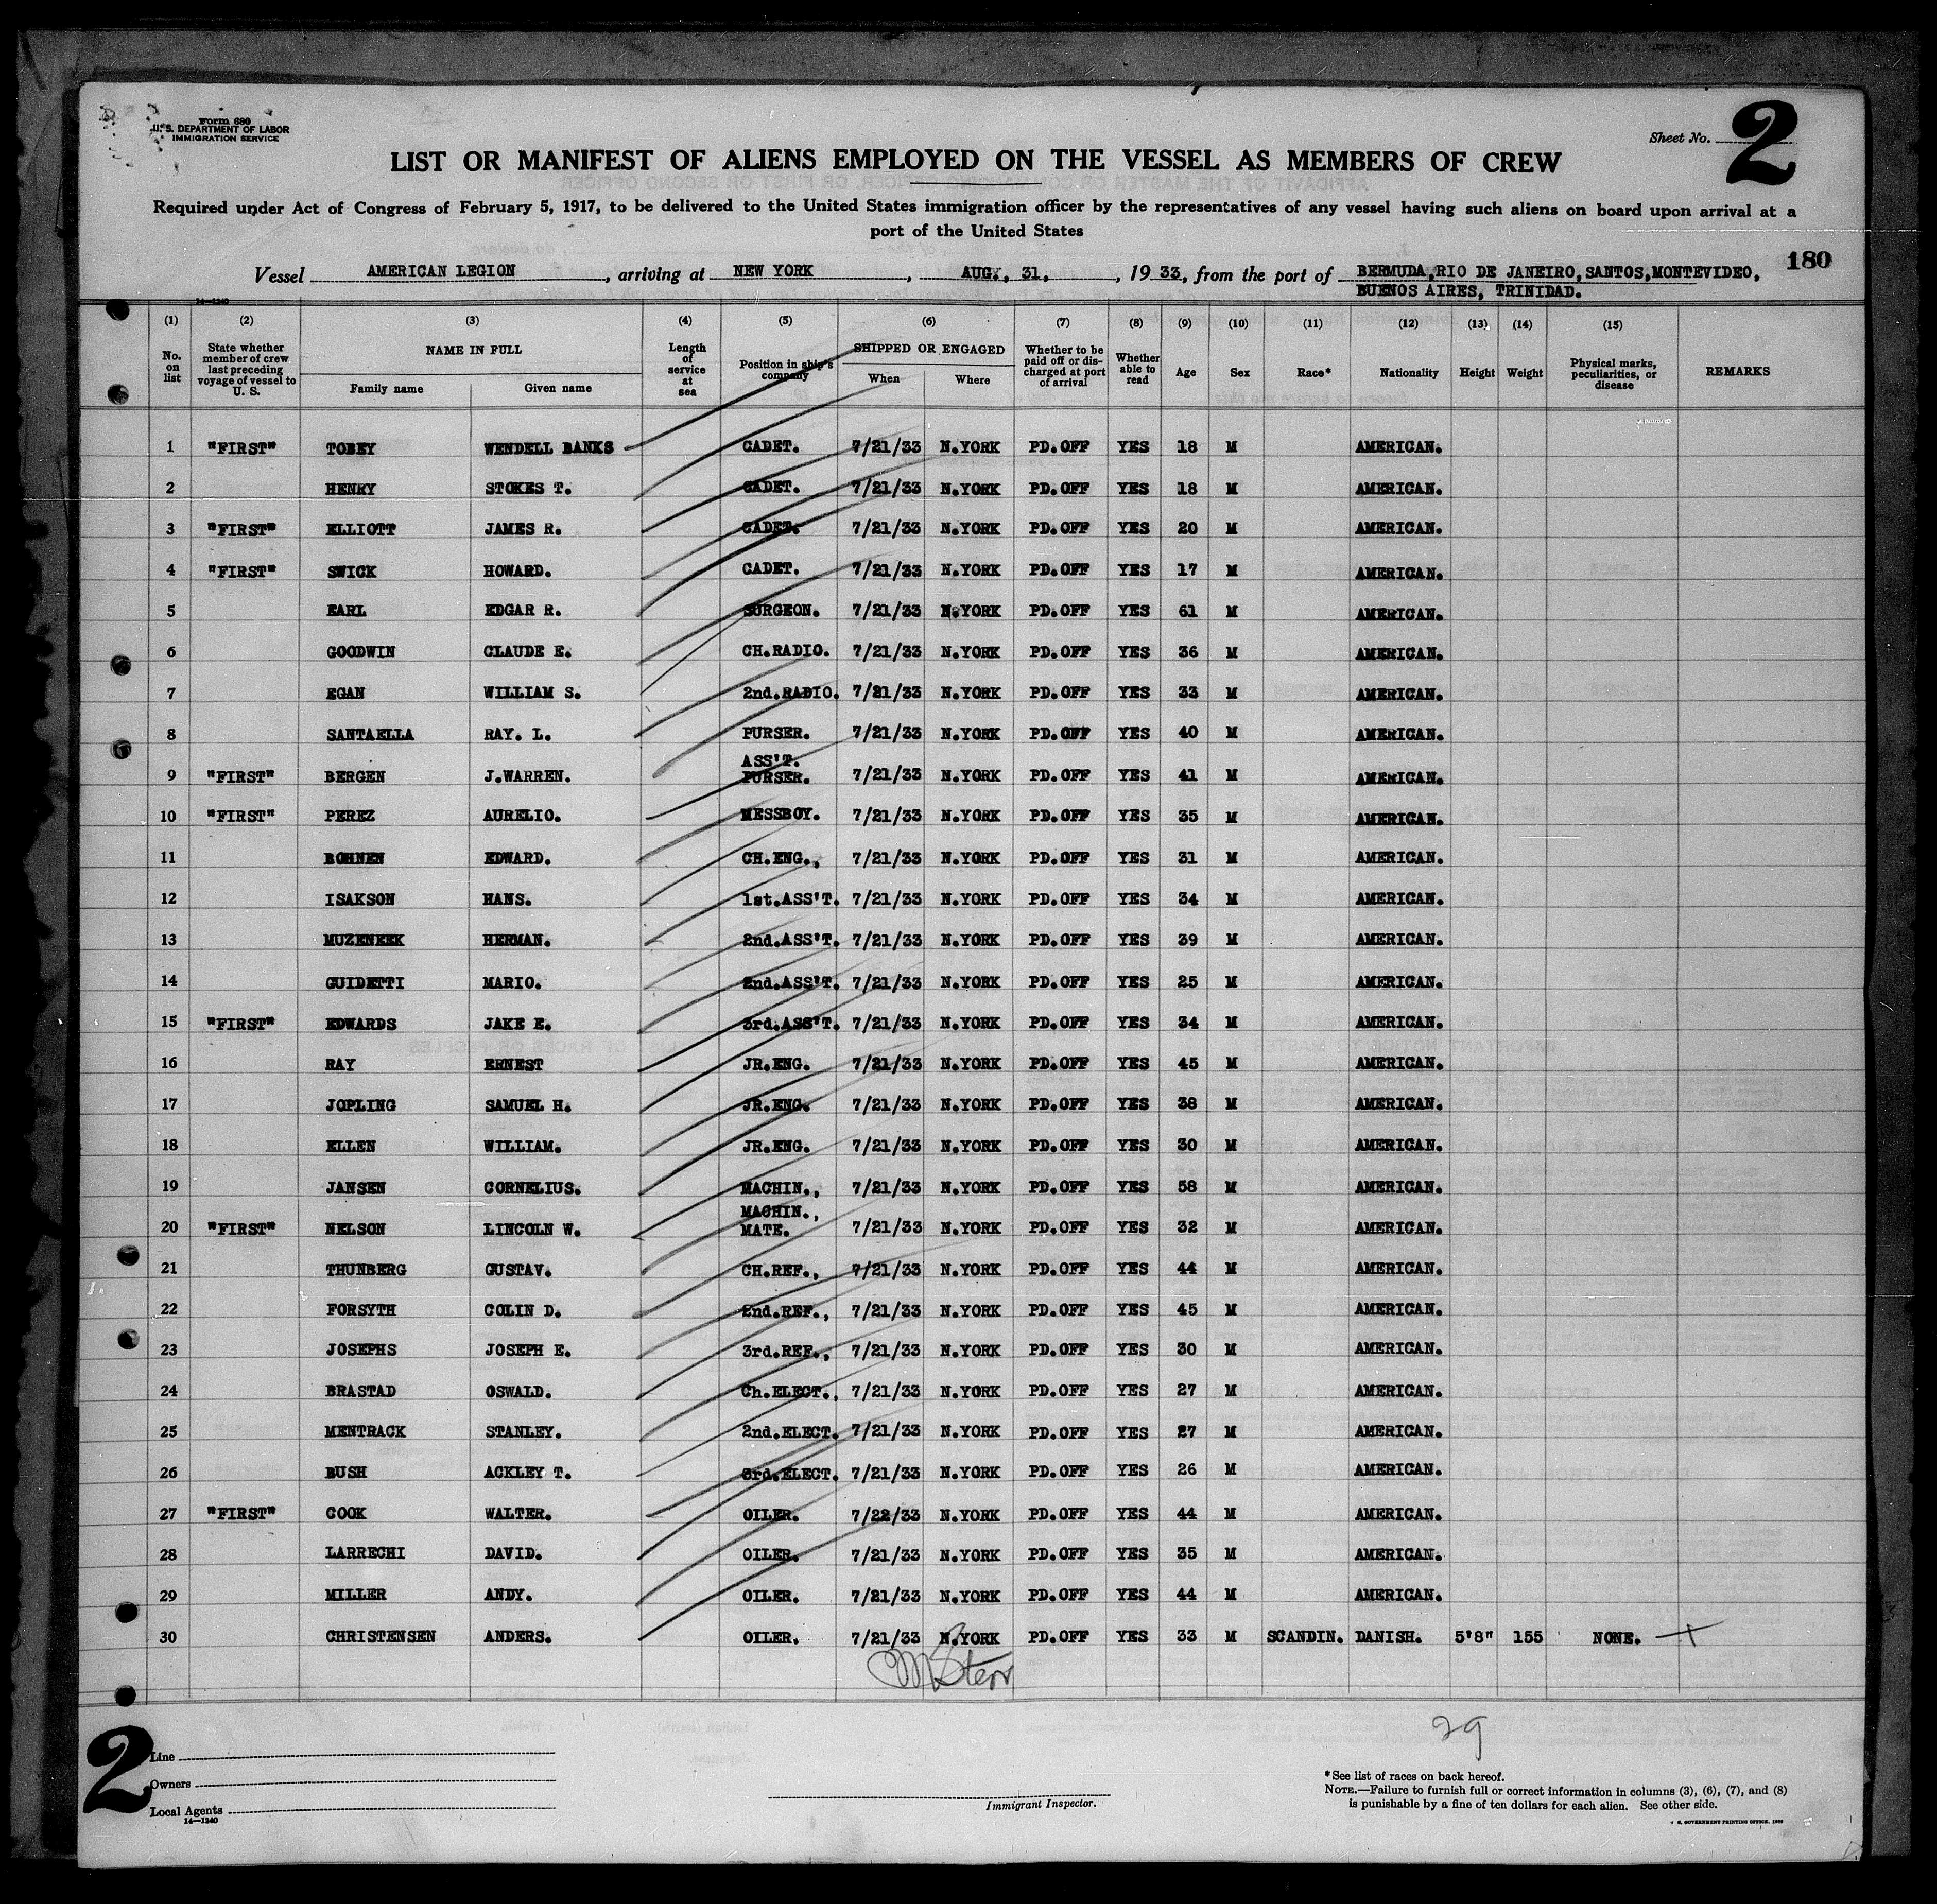 Form 680
U. S. DEPARTMENT OF LABOR
IMMIGRATION SERVICE
Sheet No. 2
LIST OR MANIFEST OF ALIENS EMPLOYED ON THE VESSEL AS MEMBERS OF CREW
Required under Act of Congress of February 5, 1917, to be delivered to the United States immigration officer by the representatives of any vessel having such aliens on board upon arrival at a
port of the United States
180
Vessel AMERICAN LEGION, arriving at NEW YORK, AUG., 31, 1933, from the port of BERMUDA, RIO DE JANEIRO, SANTOS, MONTEVIDEO,
BUENOS AIRES, TRINIDAD.
14—1240
(1) (2) (3) (4) (5) (6) (7) (8) (9) (10) (11) (12) (13) (14) (15)
No. on list State whether member of crew last preceding voyage of vessel to U. S. NAME IN FULL Family name Given name Length of service at sea Position in ship's company SHIPPED OR ENGAGED When Where Whether to be paid off or discharged at port of arrival Whether able to read Age Sex Race* Nationality Height Weight Physical marks, peculiarities, or disease REMARKS
1 "FIRST" TOBEY WENDELL BANKS CADET. 7/21/33 N.YORK PD.OFF YES 18 M AMERICAN.
2 HENRY STOKES T. CADET. 7/21/33 N.YORK PD.OFF YES 18 M AMERICAN.
3 "FIRST" ELLIOTT JAMES R. CADET. 7/21/33 N.YORK PD.OFF YES 20 M AMERICAN.
4 "FIRST" SWICK HOWARD. CADET. 7/21/33 N.YORK PD.OFF YES 17 M AMERICAN.
5 EARL EDGAR R. SURGEON. 7/21/33 N.YORK PD.OFF YES 61 M AMERICAN.
6 GOODWIN CLAUDE E. CH.RADIO. 7/21/33 N.YORK PD.OFF YES 36 M AMERICAN.
7 EGAN WILLIAM S. 2nd.RADIO. 7/21/33 N.YORK PD.OFF YES 33 M AMERICAN.
8 SANTAELLA RAY. L. PURSER. 7/21/33 N.YORK PD.OFF YES 40 M AMERICAN.
9 "FIRST" BERGEN J.WARREN. ASS'T. PURSER. 7/21/33 N.YORK PD.OFF YES 41 M AMERICAN.
10 "FIRST" PEREZ AURELIO. MESSBOY. 7/21/33 N.YORK PD.OFF YES 35 M AMERICAN.
11 BOHNEN EDWARD. CH.ENG., 7/21/33 N.YORK PD.OFF YES 31 M AMERICAN.
12 ISAKSON HANS. 1st.ASS'T. 7/21/33 N.YORK PD.OFF YES 34 M AMERICAN.
13 MUZENEEK HERMAN. 2nd.ASS'T. 7/21/33 N.YORK PD.OFF YES 39 M AMERICAN.
14 GUIDETTI MARIO. 2nd.ASS'T. 7/21/33 N.YORK PD.OFF YES 25 M AMERICAN.
15 "FIRST" EDWARDS JAKE E. 3rd.ASS'T. 7/21/33 N.YORK PD.OFF YES 34 M AMERICAN.
16 RAY ERNEST JR.ENG. 7/21/33 N.YORK PD.OFF YES 45 M AMERICAN.
17 JOPLING SAMUEL H. JR.ENG. 7/21/33 N.YORK PD.OFF YES 38 M AMERICAN.
18 ELLEN WILLIAM. JR.ENG. 7/21/33 N.YORK PD.OFF YES 30 M AMERICAN.
19 JANSEN CORNELIUS. MACHIN., 7/21/33 N.YORK PD.OFF YES 58 M AMERICAN.
20 "FIRST" NELSON LINCOLN W. MACHIN., MATE. 7/21/33 N.YORK PD.OFF YES 32 M AMERICAN.
21 THUNBERG GUSTAV. CH.REF., 7/21/33 N.YORK PD.OFF YES 44 M AMERICAN.
22 FORSYTH COLIN D. 2nd.REF., 7/21/33 N.YORK PD.OFF YES 45 M AMERICAN.
23 JOSEPHS JOSEPH E. 3rd.REF., 7/21/33 N.YORK PD.OFF YES 30 M AMERICAN.
24 BRASTAD OSWALD. Ch.ELECT., 7/21/33 N.YORK PD.OFF YES 27 M AMERICAN.
25 MENTRACK STANLEY. 2nd.ELECT. 7/21/33 N.YORK PD.OFF YES 27 M AMERICAN.
26 BUSH ACKLEY T. 3rd.ELECT. 7/21/33 N.YORK PD.OFF YES 26 M AMERICAN.
27 "FIRST" COOK WALTER. OILER. 7/22/33 N.YORK PD.OFF YES 44 M AMERICAN.
28 LARRECHI DAVID. OILER. 7/21/33 N.YORK PD.OFF YES 35 M AMERICAN.
29 MILLER ANDY. OILER. 7/21/33 N.YORK PD.OFF YES 44 M AMERICAN.
30 CHRISTENSEN ANDERS. OILER. 7/21/33 N.YORK PD.OFF YES 33 M SCANDIN. DANISH. 5'8" 155 NONE.
29
2
Line
Owners
Local Agents
14—1240
Immigrant Inspector.
* See list of races on back hereof.
NOTE.—Failure to furnish full or correct information in columns (3), (6), (7), and (8)
is punishable by a fine of ten dollars for each alien. See other side.